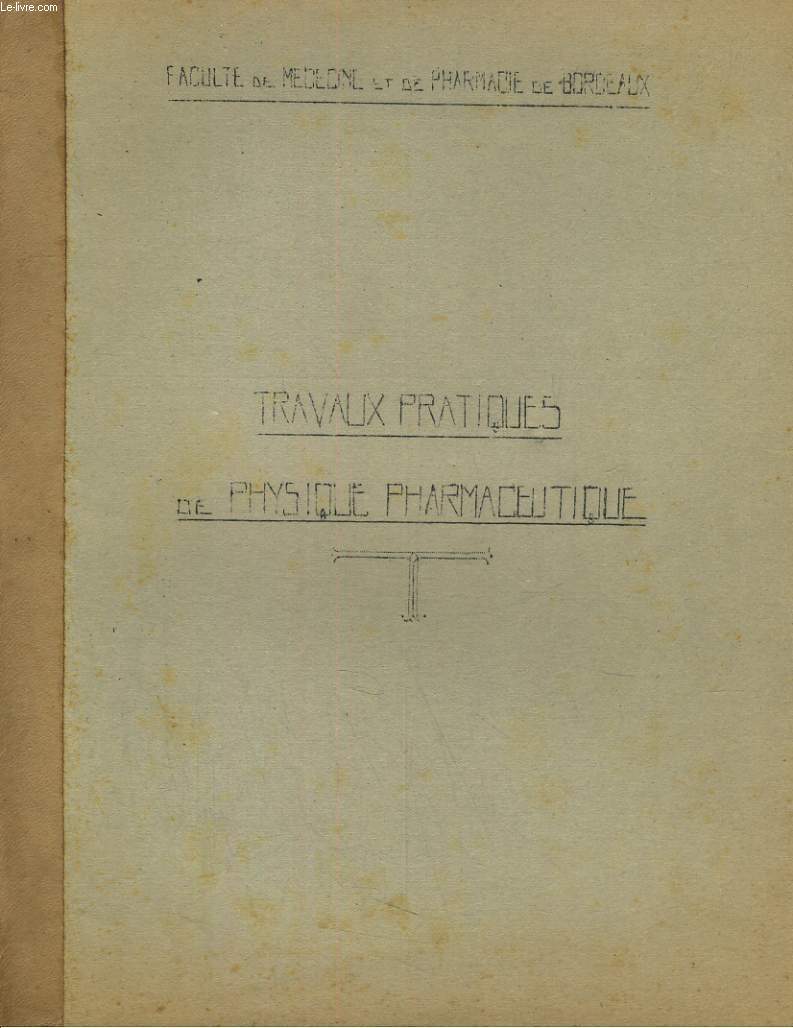 Le-livre.com
FACULTE DE MEDECINE ET DE PHARMACIE DE BORDEAUX
TRAVAUX PRATIQUES
DE PHYSIQUE PHARMACEUTIQUE